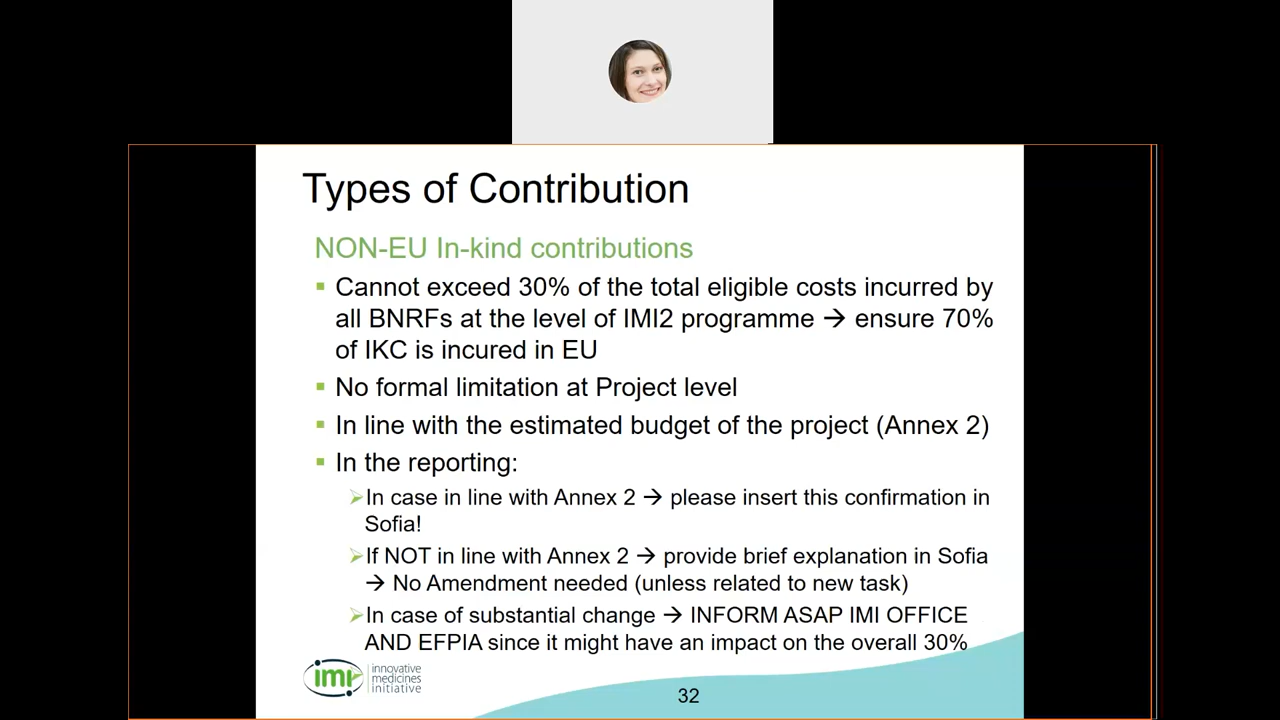 Types of Contribution
NON-EU In-kind contributions
▪ Cannot exceed 30% of the total eligible costs incurred by
all BNRFs at the level of IMI2 programme → ensure 70%
of IKC is incured in EU
▪ No formal limitation at Project level
▪ In line with the estimated budget of the project (Annex 2)
▪ In the reporting:
➢In case in line with Annex 2 → please insert this confirmation in
Sofia!
➢If NOT in line with Annex 2 → provide brief explanation in Sofia
→ No Amendment needed (unless related to new task)
➢In case of substantial change → INFORM ASAP IMI OFFICE
AND EFPIA since it might have an impact on the overall 30%
imi
innovative
medicines
initiative
32